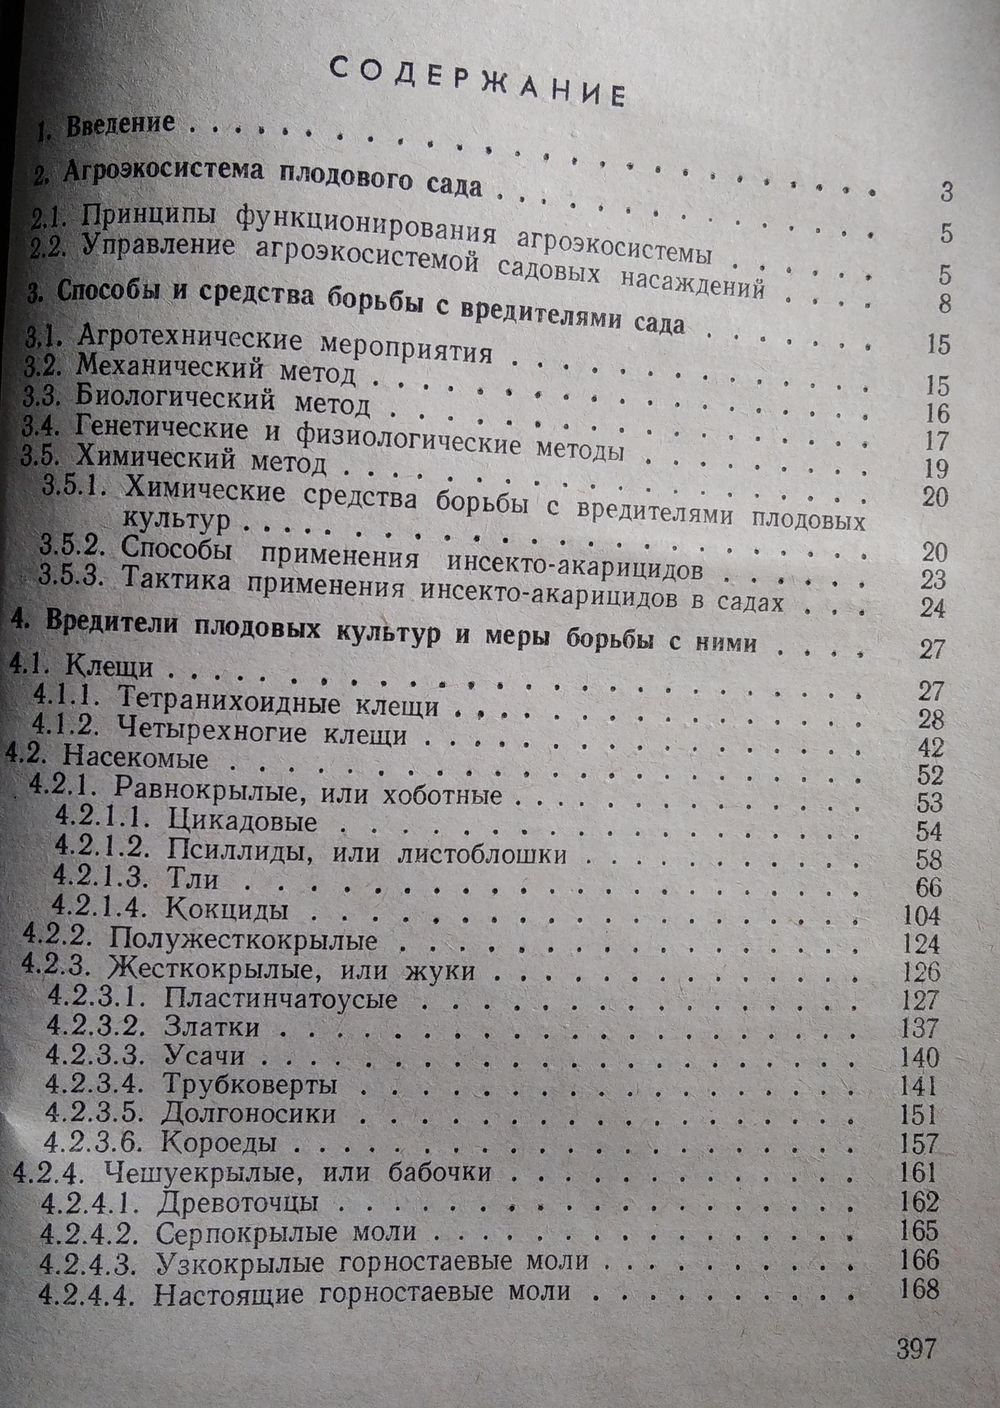 СОДЕРЖАНИЕ
1. Введение . . . . . . . . . . . . . . . . . . . . 3
2. Агроэкосистема плодового сада . . . . . . . . . . 5
2.1. Принципы функционирования агроэкосистемы . . . . . 5
2.2. Управление агроэкосистемой садовых насаждений . . . . 8
3. Способы и средства борьбы с вредителями сада . . . . . . 15
3.1. Агротехнические мероприятия . . . . . . . . . . . 15
3.2. Механический метод . . . . . . . . . . . . . . 16
3.3. Биологический метод . . . . . . . . . . . . . . 17
3.4. Генетические и физиологические методы . . . . . . . 19
3.5. Химический метод . . . . . . . . . . . . . . . 20
3.5.1. Химические средства борьбы с вредителями плодовых
культур . . . . . . . . . . . . . . . . . . 20
3.5.2. Способы применения инсекто-акарицидов . . . . . . 23
3.5.3. Тактика применения инсекто-акарицидов в садах . . . 24
4. Вредители плодовых культур и меры борьбы с ними . . . . 27
4.1. Клещи . . . . . . . . . . . . . . . . . . . . 27
4.1.1. Тетранихоидные клещи . . . . . . . . . . . . . 28
4.1.2. Четырехногие клещи . . . . . . . . . . . . . . 42
4.2. Насекомые . . . . . . . . . . . . . . . . . . 52
4.2.1. Равнокрылые, или хоботные . . . . . . . . . . . 53
4.2.1.1. Цикадовые . . . . . . . . . . . . . . . . 54
4.2.1.2. Псиллиды, или листоблошки . . . . . . . . . 58
4.2.1.3. Тли . . . . . . . . . . . . . . . . . . . 66
4.2.1.4. Кокциды . . . . . . . . . . . . . . . . . 104
4.2.2. Полужесткокрылые . . . . . . . . . . . . . . 124
4.2.3. Жесткокрылые, или жуки . . . . . . . . . . . . 126
4.2.3.1. Пластинчатоусые . . . . . . . . . . . . . . 127
4.2.3.2. Златки . . . . . . . . . . . . . . . . . . 137
4.2.3.3. Усачи . . . . . . . . . . . . . . . . . . 140
4.2.3.4. Трубковерты . . . . . . . . . . . . . . . 141
4.2.3.5. Долгоносики . . . . . . . . . . . . . . . 151
4.2.3.6. Короеды . . . . . . . . . . . . . . . . . 157
4.2.4. Чешуекрылые, или бабочки . . . . . . . . . . . 161
4.2.4.1. Древоточцы . . . . . . . . . . . . . . . . 162
4.2.4.2. Серпокрылые моли . . . . . . . . . . . . . 165
4.2.4.3. Узкокрылые горностаевые моли . . . . . . . . 166
4.2.4.4. Настоящие горностаевые моли . . . . . . . . . 168
397